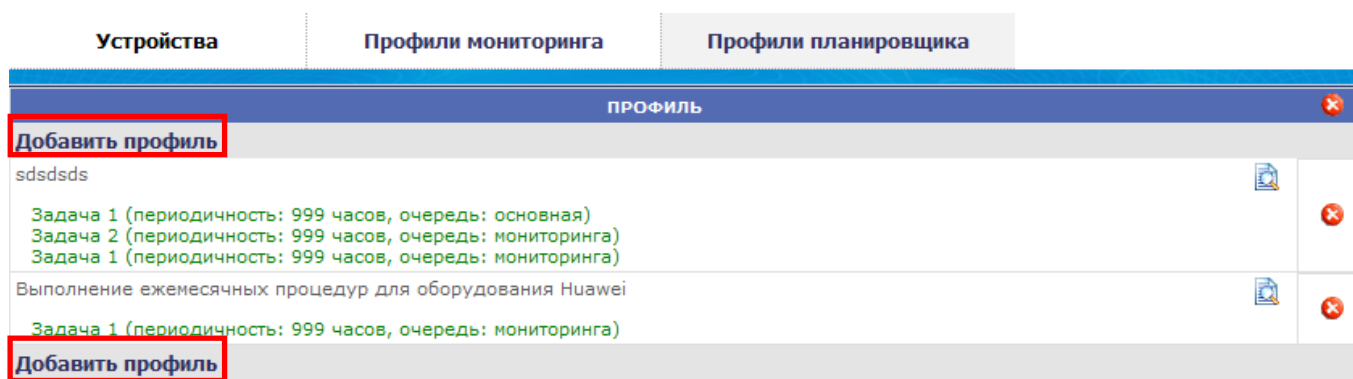 Устройства Профили мониторинга Профили планировщика
ПРОФИЛЬ
Добавить профиль
sdsdsds
Задача 1 (периодичность: 999 часов, очередь: основная)
Задача 2 (периодичность: 999 часов, очередь: мониторинга)
Задача 1 (периодичность: 999 часов, очередь: мониторинга)
Выполнение ежемесячных процедур для оборудования Huawei
Задача 1 (периодичность: 999 часов, очередь: мониторинга)
Добавить профиль